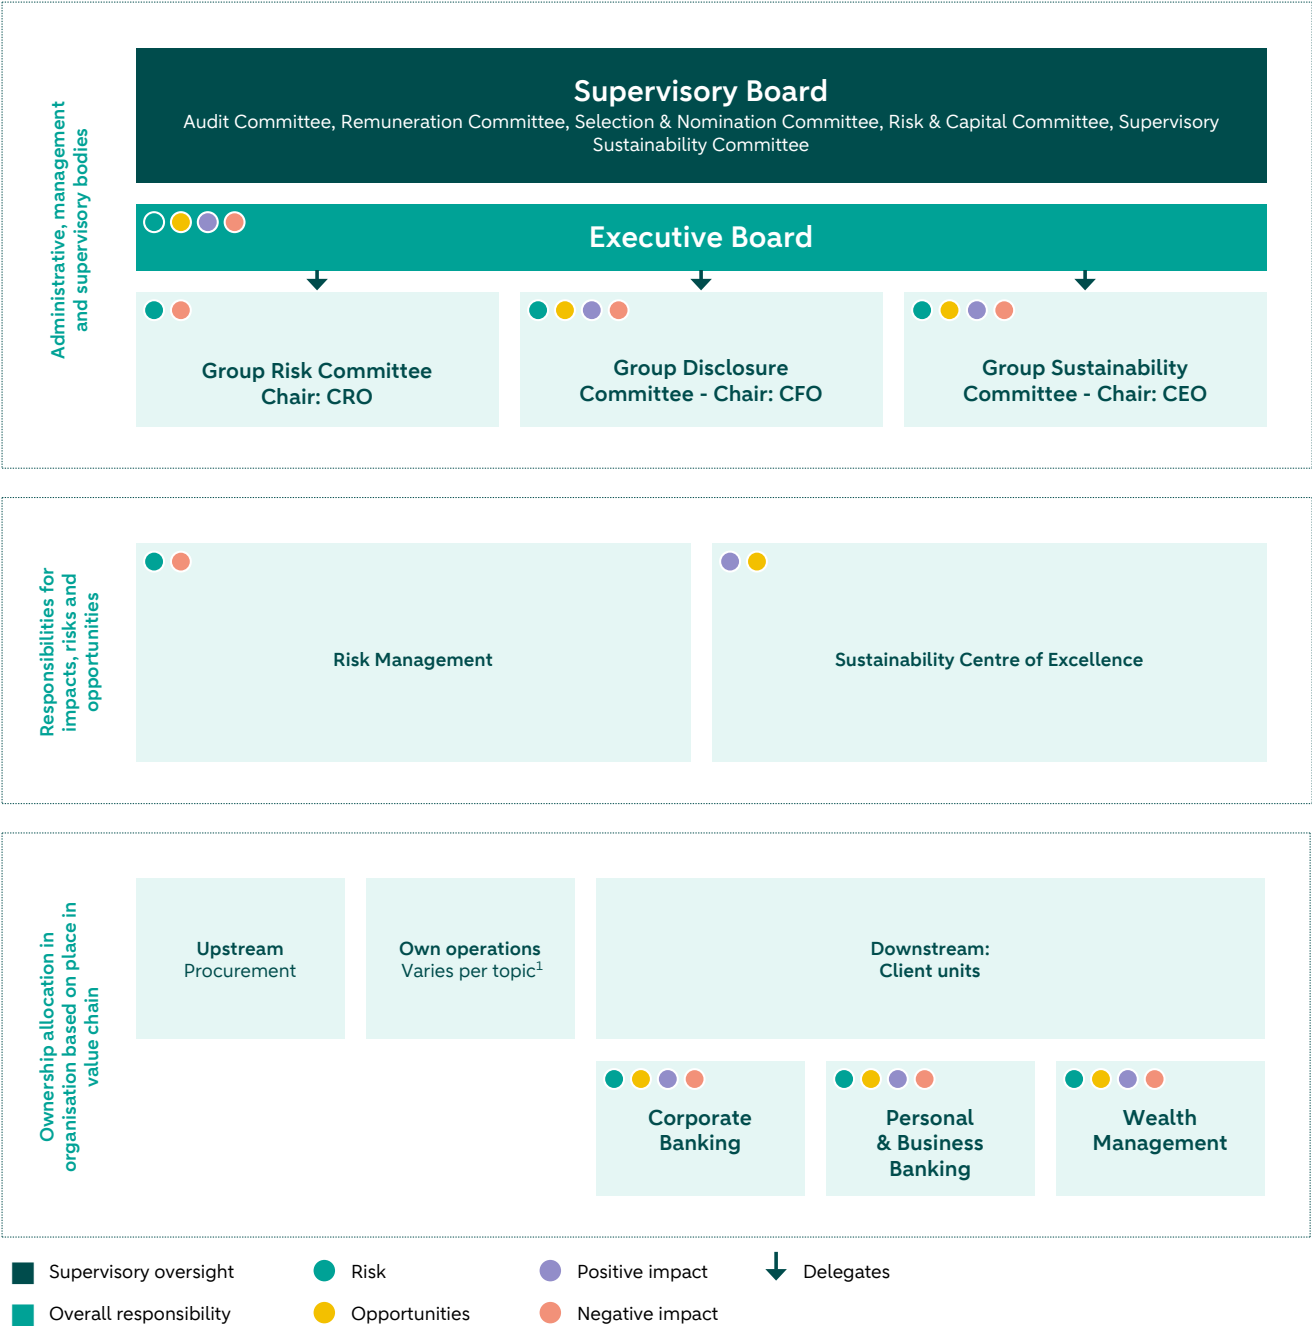 Administrative, management
and supervisory bodies
Supervisory Board
Audit Committee, Remuneration Committee, Selection & Nomination Committee, Risk & Capital Committee, Supervisory
Sustainability Committee
Executive Board
Group Risk Committee
Chair: CRO
Group Disclosure
Committee - Chair: CFO
Group Sustainability
Committee - Chair: CEO
Responsibilities for
impacts, risks and
opportunities
Risk Management
Sustainability Centre of Excellence
Ownership allocation in
organisation based on place in
value chain
Upstream
Procurement
Own operations
Varies per topic¹
Downstream:
Client units
Corporate
Banking
Personal
& Business
Banking
Wealth
Management
Supervisory oversight
Risk
Positive impact
Delegates
Overall responsibility
Opportunities
Negative impact